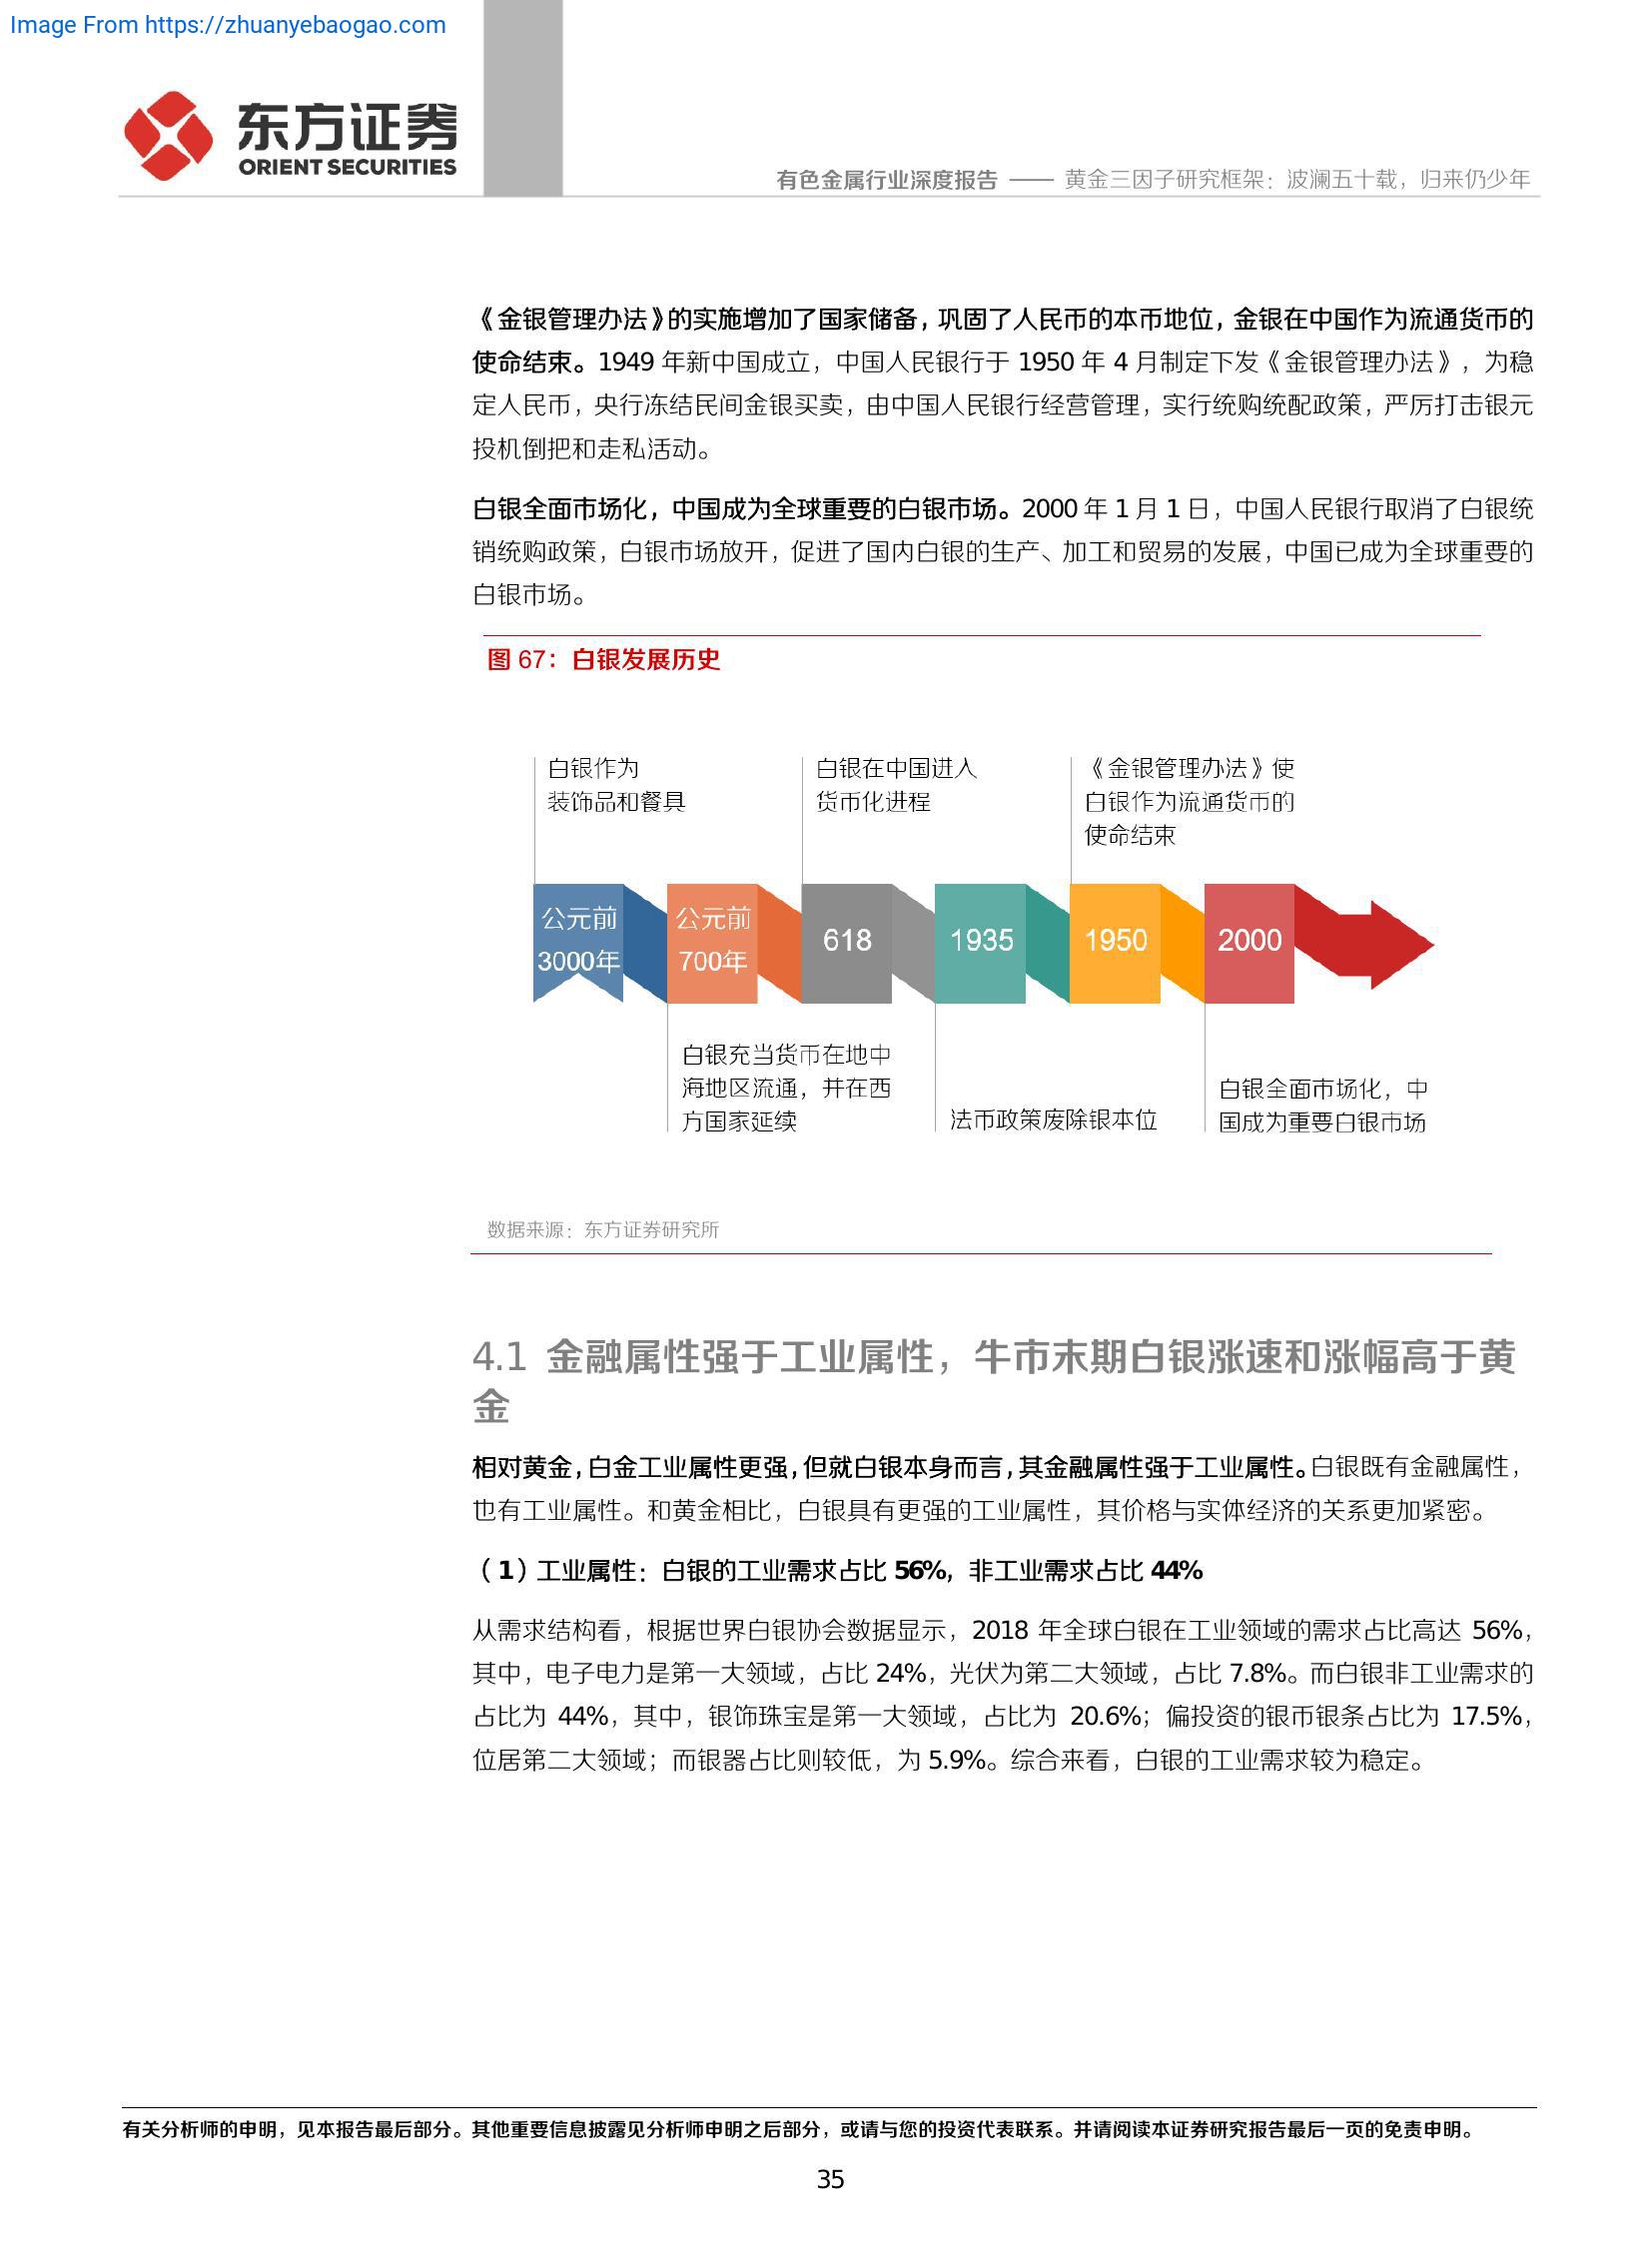 Image From https://zhuanyebaogao.com
东方证券
ORIENT SECURITIES
有色金属行业深度报告 —— 黄金三因子研究框架：波澜五十载，归来仍少年
《金银管理办法》的实施增加了国家储备，巩固了人民币的本币地位，金银在中国作为流通货币的
使命结束。1949 年新中国成立，中国人民银行于 1950 年 4 月制定下发《金银管理办法》，为稳
定人民币，央行冻结民间金银买卖，由中国人民银行经营管理，实行统购统配政策，严厉打击银元
投机倒把和走私活动。
白银全面市场化，中国成为全球重要的白银市场。2000 年 1 月 1 日，中国人民银行取消了白银统
销统购政策，白银市场放开，促进了国内白银的生产、加工和贸易的发展，中国已成为全球重要的
白银市场。
图 67：白银发展历史
白银作为
装饰品和餐具
白银在中国进入
货币化进程
《金银管理办法》使
白银作为流通货币的
使命结束
公元前
3000年
公元前
700年
618
1935
1950
2000
白银充当货币在地中
海地区流通，并在西
方国家延续
法币政策废除银本位
白银全面市场化，中
国成为重要白银市场
数据来源：东方证券研究所
4.1 金融属性强于工业属性，牛市末期白银涨速和涨幅高于黄
金
相对黄金，白金工业属性更强，但就白银本身而言，其金融属性强于工业属性。白银既有金融属性，
也有工业属性。和黄金相比，白银具有更强的工业属性，其价格与实体经济的关系更加紧密。
（1）工业属性：白银的工业需求占比 56%，非工业需求占比 44%
从需求结构看，根据世界白银协会数据显示，2018 年全球白银在工业领域的需求占比高达 56%，
其中，电子电力是第一大领域，占比 24%，光伏为第二大领域，占比 7.8%。而白银非工业需求的
占比为 44%，其中，银饰珠宝是第一大领域，占比为 20.6%；偏投资的银币银条占比为 17.5%，
位居第二大领域；而银器占比则较低，为 5.9%。综合来看，白银的工业需求较为稳定。
有关分析师的申明，见本报告最后部分。其他重要信息披露见分析师申明之后部分，或请与您的投资代表联系。并请阅读本证券研究报告最后一页的免责申明。
35